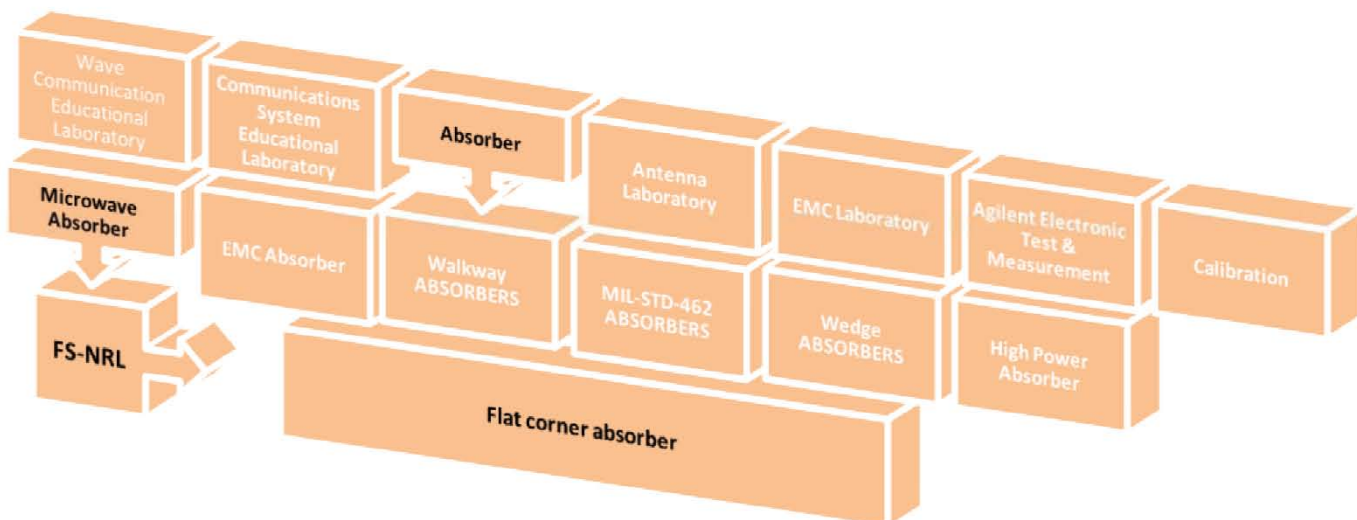 Wave
Communication
Educational
Laboratory
Communications
System
Educational
Laboratory
Absorber
Antenna
Laboratory
EMC Laboratory
Agilent Electronic
Test &
Measurement
Calibration
Microwave
Absorber
EMC Absorber
Walkway
ABSORBERS
MIL-STD-462
ABSORBERS
Wedge
ABSORBERS
High Power
Absorber
FS-NRL
Flat corner absorber